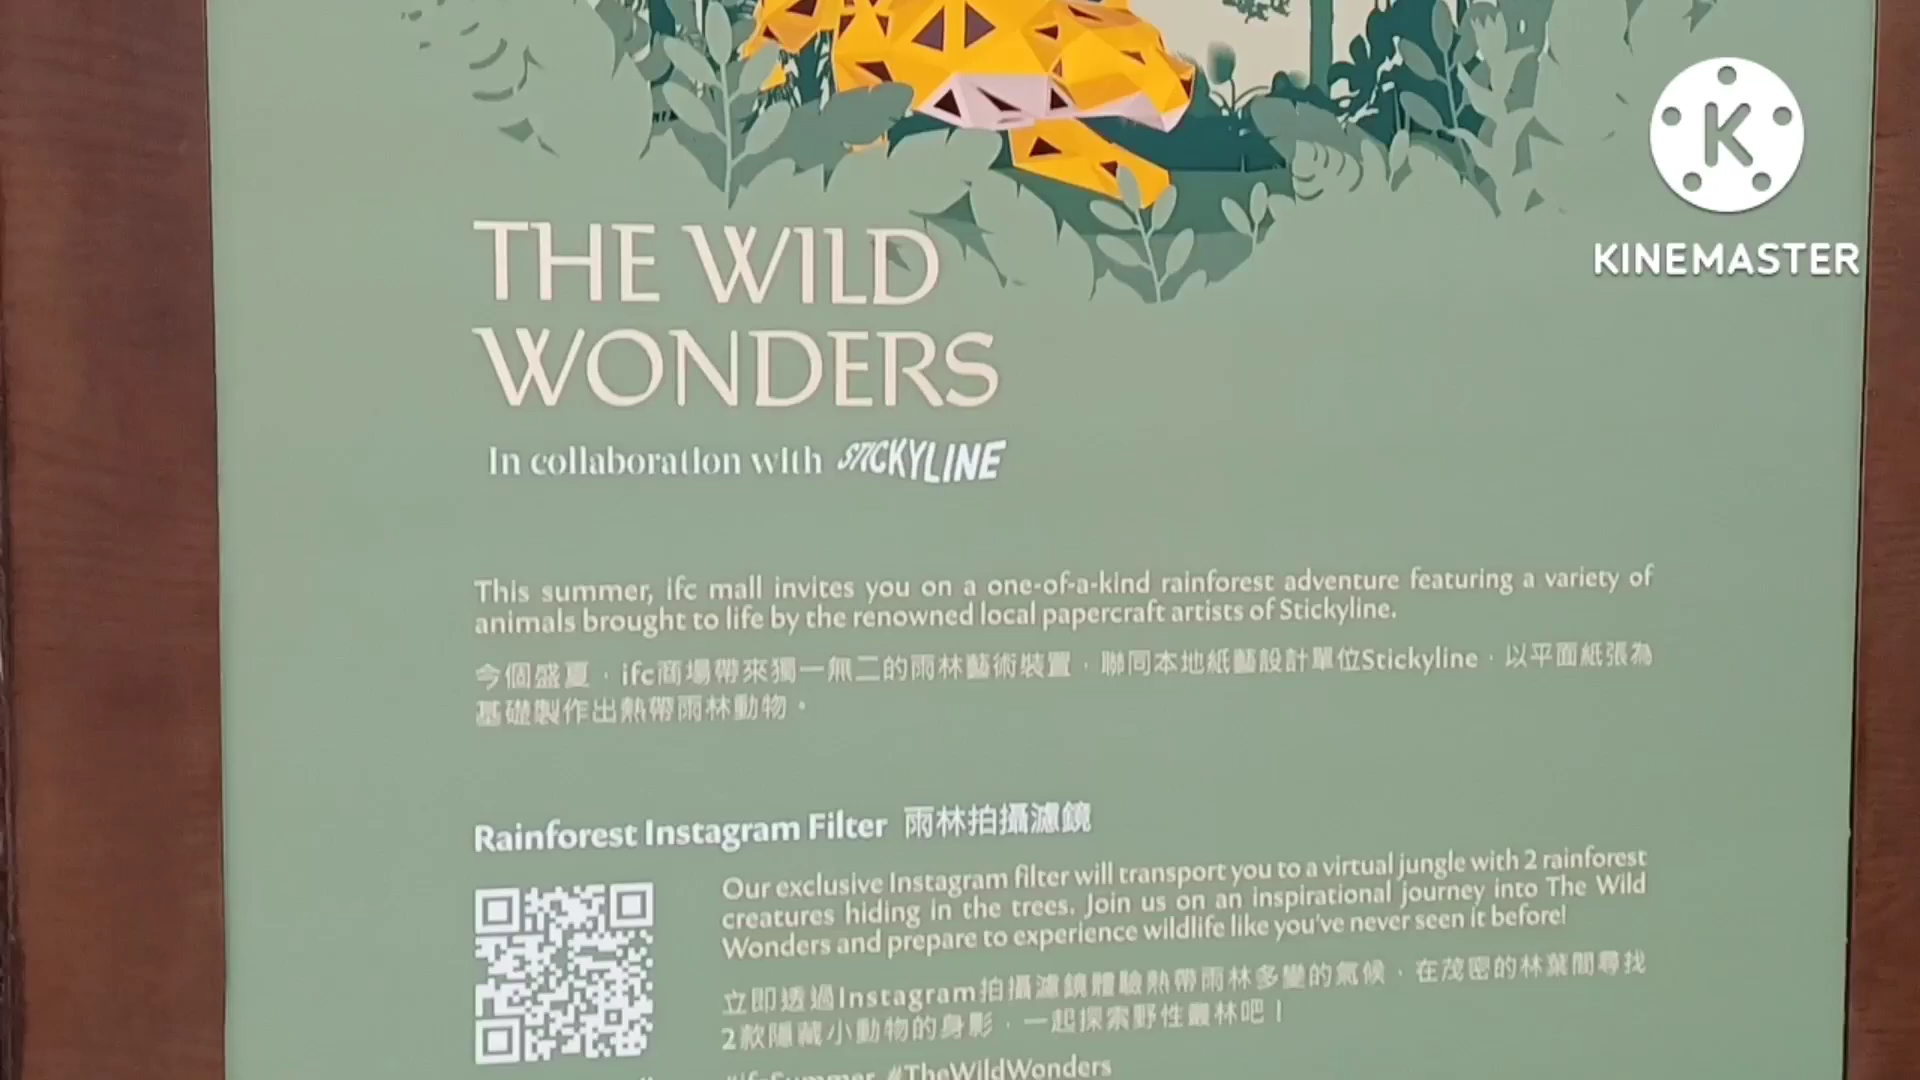 KINEMASTER
THE WILD
WONDERS
In collaboration with STICKYLINE
This summer, ifc mall invites you on a one-of-a-kind rainforest adventure featuring a variety of
animals brought to life by the renowned local papercraft artists of Stickyline.
今個盛夏，ifc商場帶來獨一無二的雨林藝術裝置，聯同本地紙藝設計單位Stickyline，以平面紙張為
基礎製作出熱帶雨林動物。
Rainforest Instagram Filter 雨林拍攝濾鏡
Our exclusive Instagram filter will transport you to a virtual jungle with 2 rainforest
creatures hiding in the trees. Join us on an inspirational journey into The Wild
Wonders and prepare to experience wildlife like you've never seen it before!
立即透過Instagram拍攝濾鏡體驗熱帶雨林多變的氣候，在茂密的林葉間尋找
2款隱藏小動物的身影，一起探索野性叢林吧！
#TheWildWonders